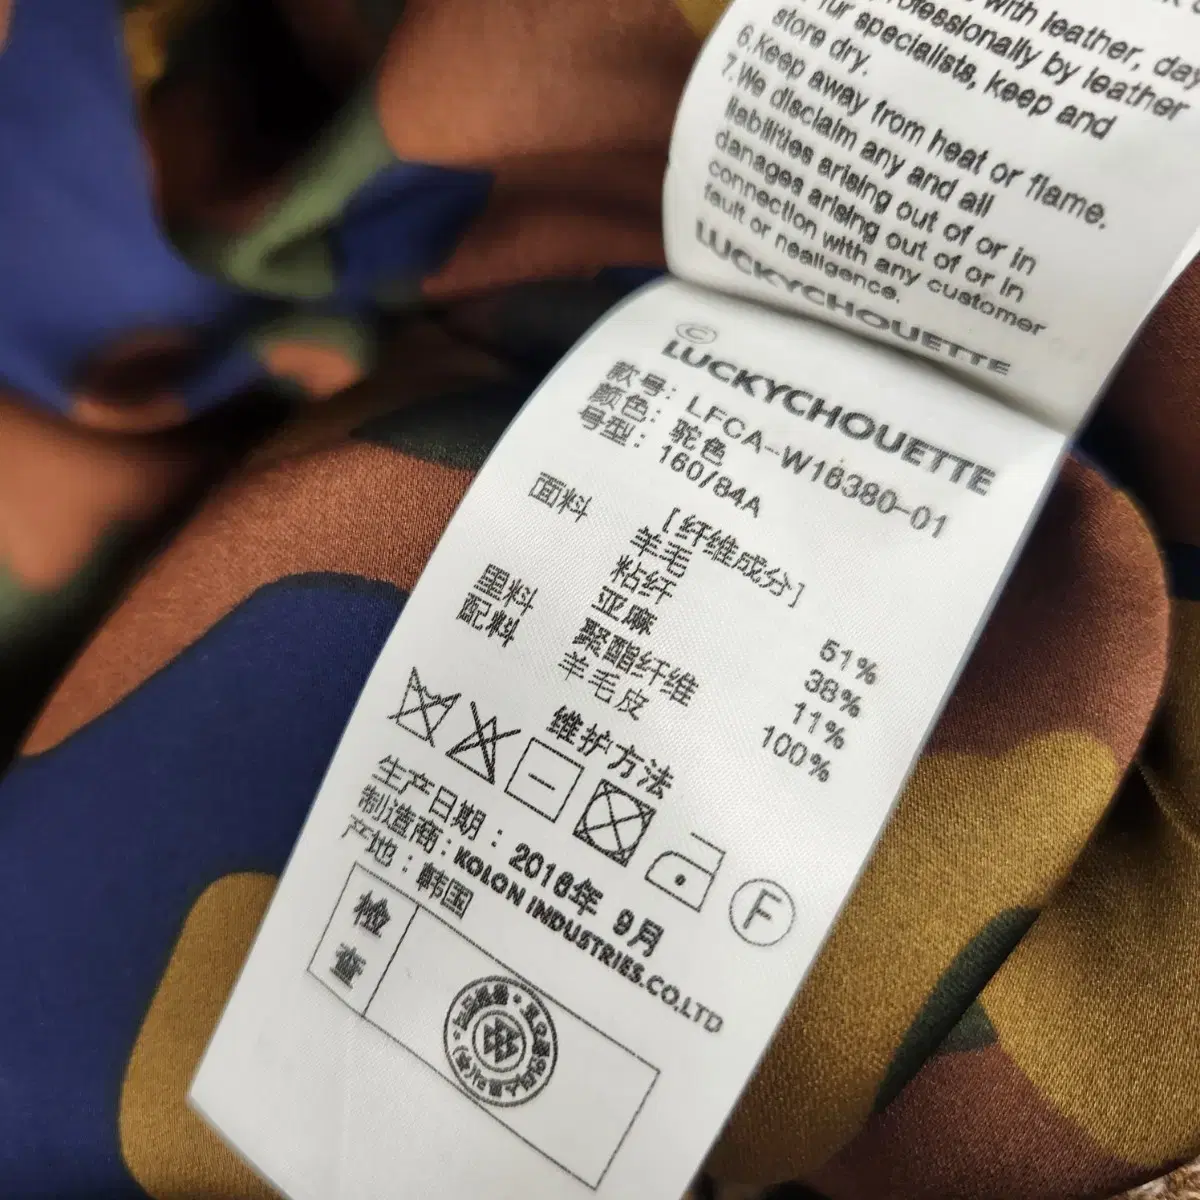 with leather, day
professionally by leather
fur specialists, keep and
store dry.
6.Keep away from heat or flame.
7.We disclaim any and all
liabilities arising out of or in
danages arising out of or in
connection with any customer
fault or nealigence.
LUCKYCHOUETTE
©
LUCKYCHOUETTE
款号: LFCA-W16380-01
颜色: 驼色
号型: 160/84A
[纤维成分]
面料 羊毛 51%
粘纤 38%
亚麻 11%
里料 聚酯纤维 100%
配料 羊毛皮
维护方法
F
生产日期: 2016年 9月
制造商: KOLON INDUSTRIES.CO.LTD
产地: 韩国
检查